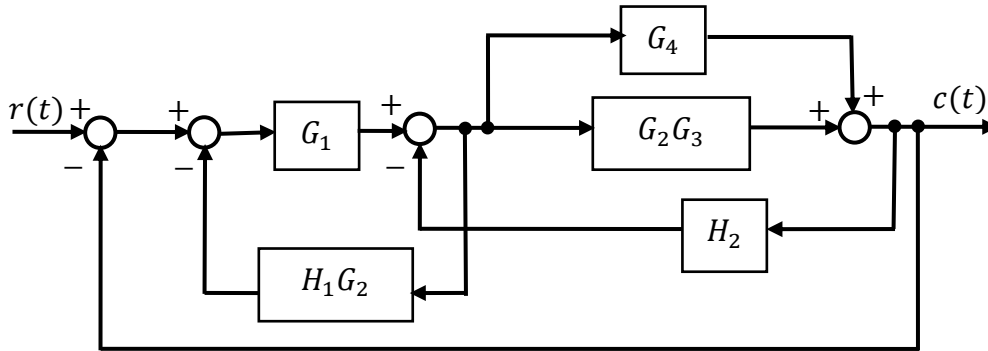 G₄
r(t) + + + + + c(t)
G₁ G₂G₃
− − −
H₂
H₁G₂